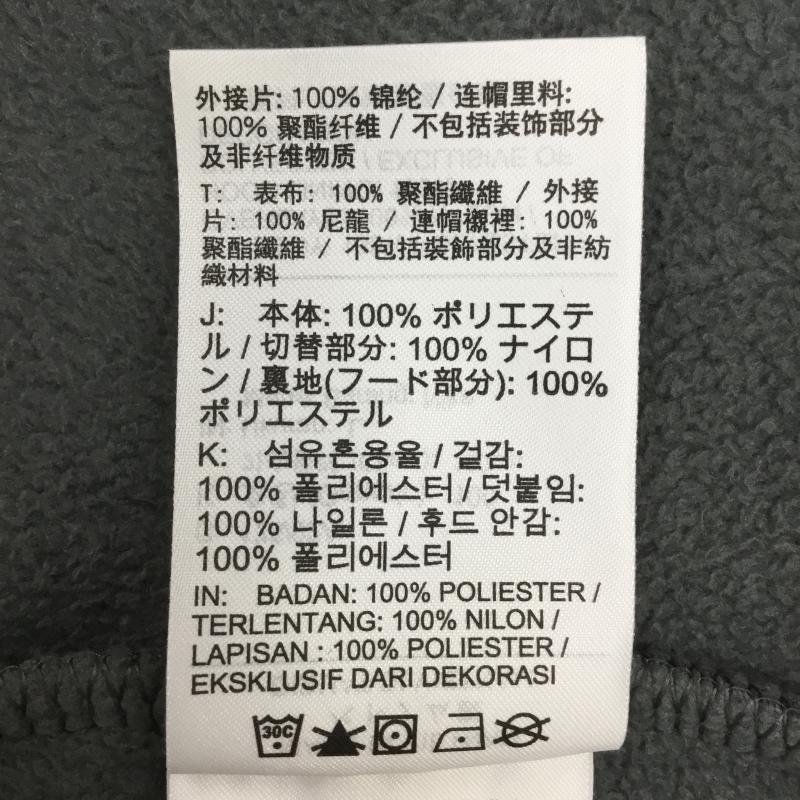 外接片: 100% 锦纶 / 连帽里料:
100% 聚酯纤维 / 不包括装饰部分
及非纤维物质
T: 表布: 100% 聚酯纖維 / 外接
片: 100% 尼龍 / 連帽襯裡: 100%
聚酯纖維 / 不包括裝飾部分及非紡
織材料
J: 本体: 100% ポリエステ
ル / 切替部分: 100% ナイロ
ン / 裏地(フード部分): 100%
ポリエステル
K: 섬유혼용율 / 겉감:
100% 폴리에스터 / 덧붙임:
100% 나일론 / 후드 안감:
100% 폴리에스터
IN: BADAN: 100% POLIESTER /
TERLENTANG: 100% NILON /
LAPISAN : 100% POLIESTER /
EKSKLUSIF DARI DEKORASI
30C